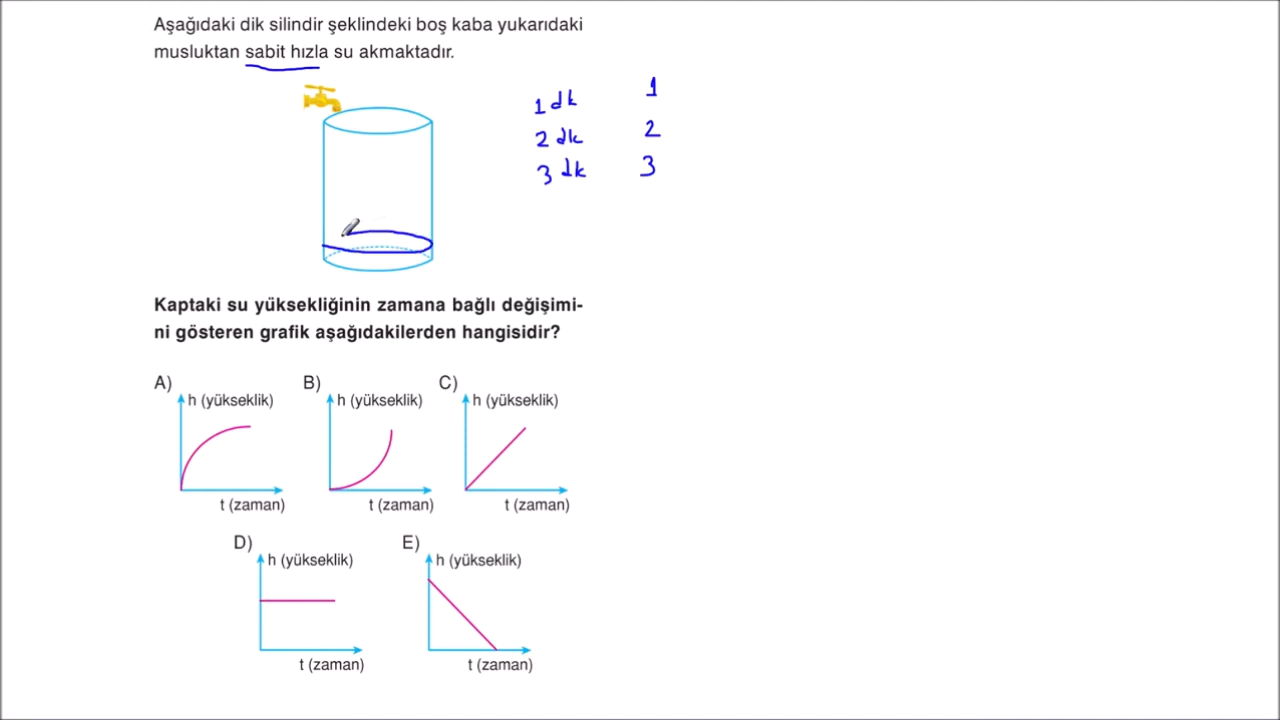 Aşağıdaki dik silindir şeklindeki boş kaba yukarıdaki
musluktan sabit hızla su akmaktadır.
1 dk 1
2 dk 2
3 dk 3
Kaptaki su yüksekliğinin zamana bağlı değişimi-
ni gösteren grafik aşağıdakilerden hangisidir?
A) B) C)
h (yükseklik) h (yükseklik) h (yükseklik)
t (zaman) t (zaman) t (zaman)
D) E)
h (yükseklik) h (yükseklik)
t (zaman) t (zaman)